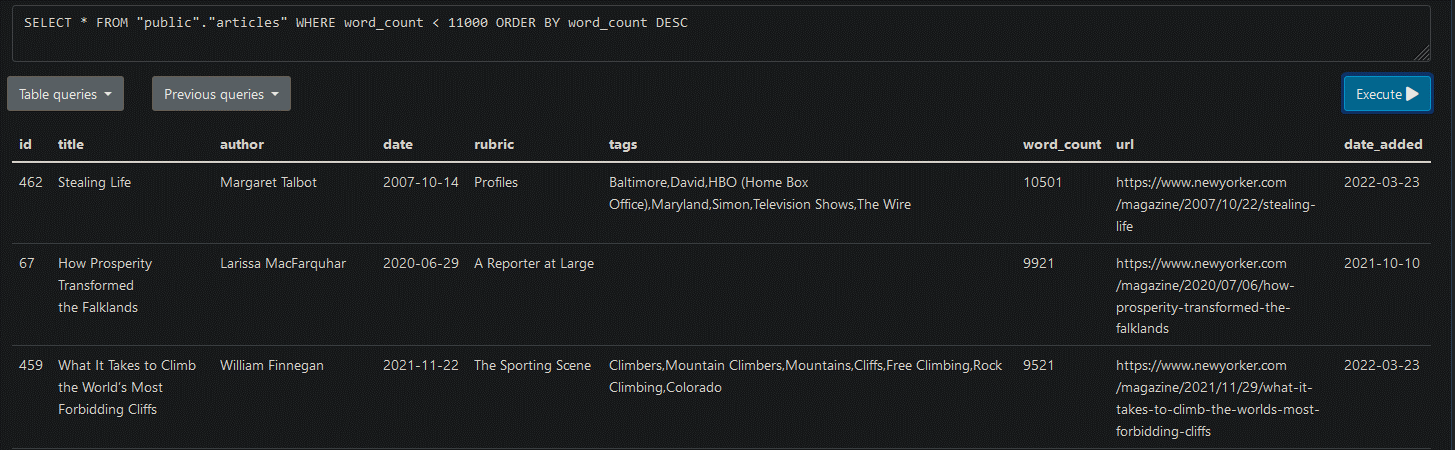 SELECT * FROM "public"."articles" WHERE word_count < 11000 ORDER BY word_count DESC
Table queries
Previous queries
Execute
id title author date rubric tags word_count url date_added
462 Stealing Life Margaret Talbot 2007-10-14 Profiles Baltimore,David,HBO (Home Box 10501 https://www.newyorker.com 2022-03-23
Office),Maryland,Simon,Television Shows,The Wire /magazine/2007/10/22/stealing-
life
67 How Prosperity Larissa MacFarquhar 2020-06-29 A Reporter at Large 9921 https://www.newyorker.com 2021-10-10
Transformed /magazine/2020/07/06/how-
the Falklands prosperity-transformed-the-
falklands
459 What It Takes to Climb William Finnegan 2021-11-22 The Sporting Scene Climbers,Mountain Climbers,Mountains,Cliffs,Free Climbing,Rock 9521 https://www.newyorker.com 2022-03-23
the World's Most Climbing,Colorado /magazine/2021/11/29/what-it-
Forbidding Cliffs takes-to-climb-the-worlds-most-
forbidding-cliffs